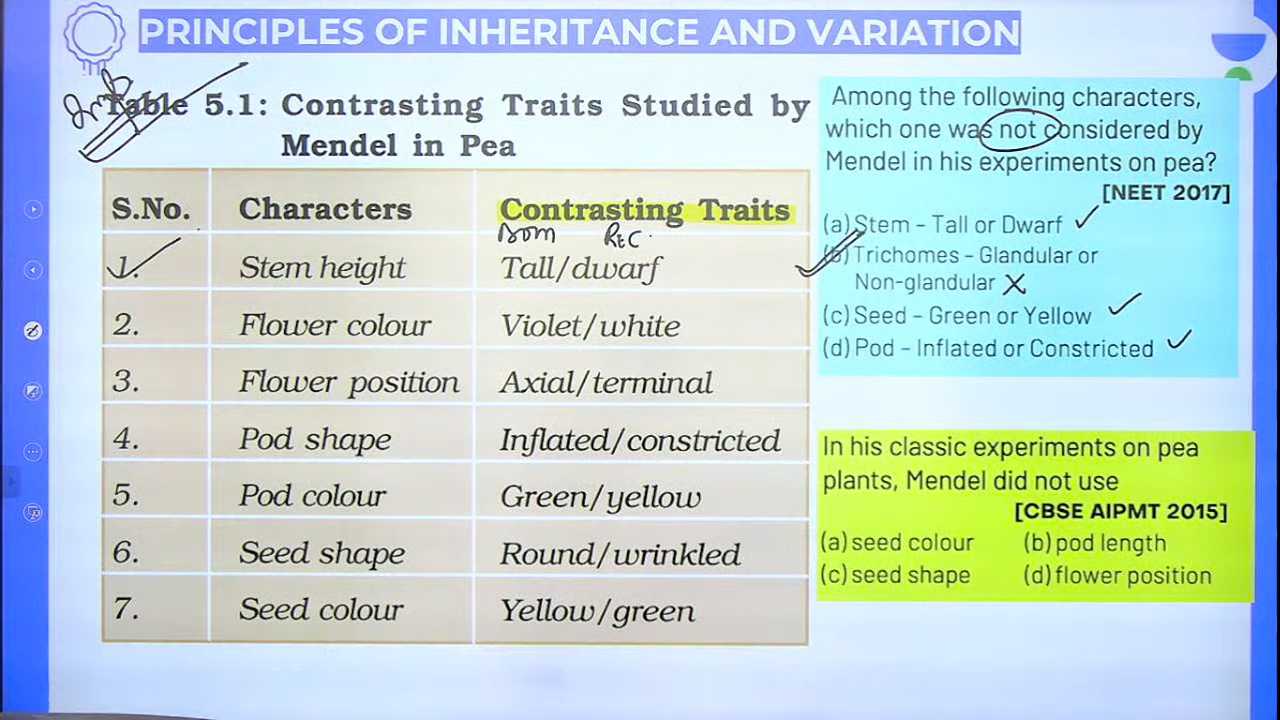 PRINCIPLES OF INHERITANCE AND VARIATION
Table 5.1: Contrasting Traits Studied by
Mendel in Pea
S.No. Characters Contrasting Traits
Dom Rec.
1. Stem height Tall/dwarf
2. Flower colour Violet/white
3. Flower position Axial/terminal
4. Pod shape Inflated/constricted
5. Pod colour Green/yellow
6. Seed shape Round/wrinkled
7. Seed colour Yellow/green
Among the following characters,
which one was not considered by
Mendel in his experiments on pea?
[NEET 2017]
(a) Stem – Tall or Dwarf
(b) Trichomes – Glandular or
Non-glandular
(c) Seed – Green or Yellow
(d) Pod – Inflated or Constricted
In his classic experiments on pea
plants, Mendel did not use
[CBSE AIPMT 2015]
(a) seed colour (b) pod length
(c) seed shape (d) flower position